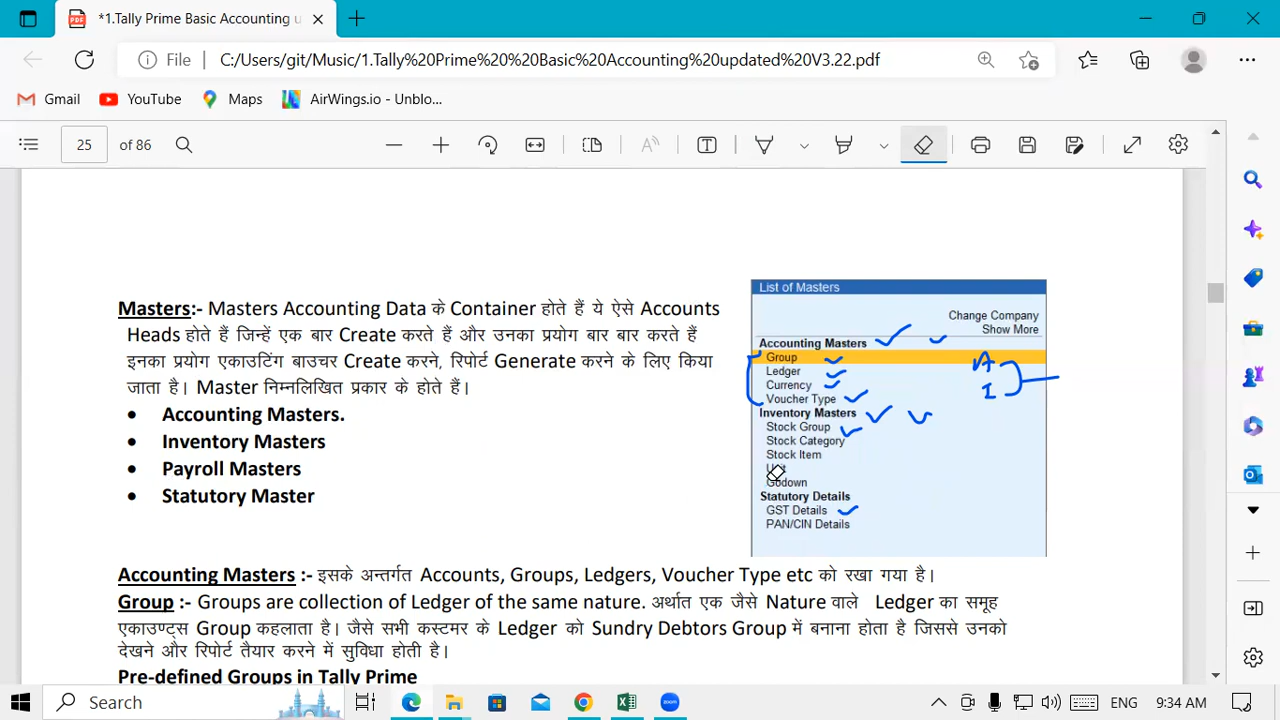 *1.Tally Prime Basic Accounting u
File C:/Users/git/Music/1.Tally%20Prime%20%20Basic%20Accounting%20updated%20V3.22.pdf
Gmail YouTube Maps AirWings.io - Unblo...
25 of 86
Masters:- Masters Accounting Data के Container होते हैं ये ऐसे Accounts
Heads होते हैं जिन्हें एक बार Create करते हैं और उनका प्रयोग बार बार करते हैं
इनका प्रयोग एकाउटिंग बाउचर Create करने, रिपोर्ट Generate करने के लिए किया
जाता है। Master निम्नलिखित प्रकार के होते हैं।
• Accounting Masters.
• Inventory Masters
• Payroll Masters
• Statutory Master
List of Masters
Change Company
Show More
Accounting Masters
Group
Ledger
Currency
Voucher Type
A
I
Inventory Masters
Stock Group
Stock Category
Stock Item
Godown
Statutory Details
GST Details
PAN/CIN Details
Accounting Masters :- इसके अन्तर्गत Accounts, Groups, Ledgers, Voucher Type etc को रखा गया है।
Group :- Groups are collection of Ledger of the same nature. अर्थात एक जैसे Nature वाले Ledger का समूह
एकाउण्ट्स Group कहलाता है। जैसे सभी कस्टमर के Ledger को Sundry Debtors Group में बनाना होता है जिससे उनको
देखने और रिपोर्ट तैयार करने में सुविधा होती है।
Pre-defined Groups in Tally Prime
Search
ENG 9:34 AM